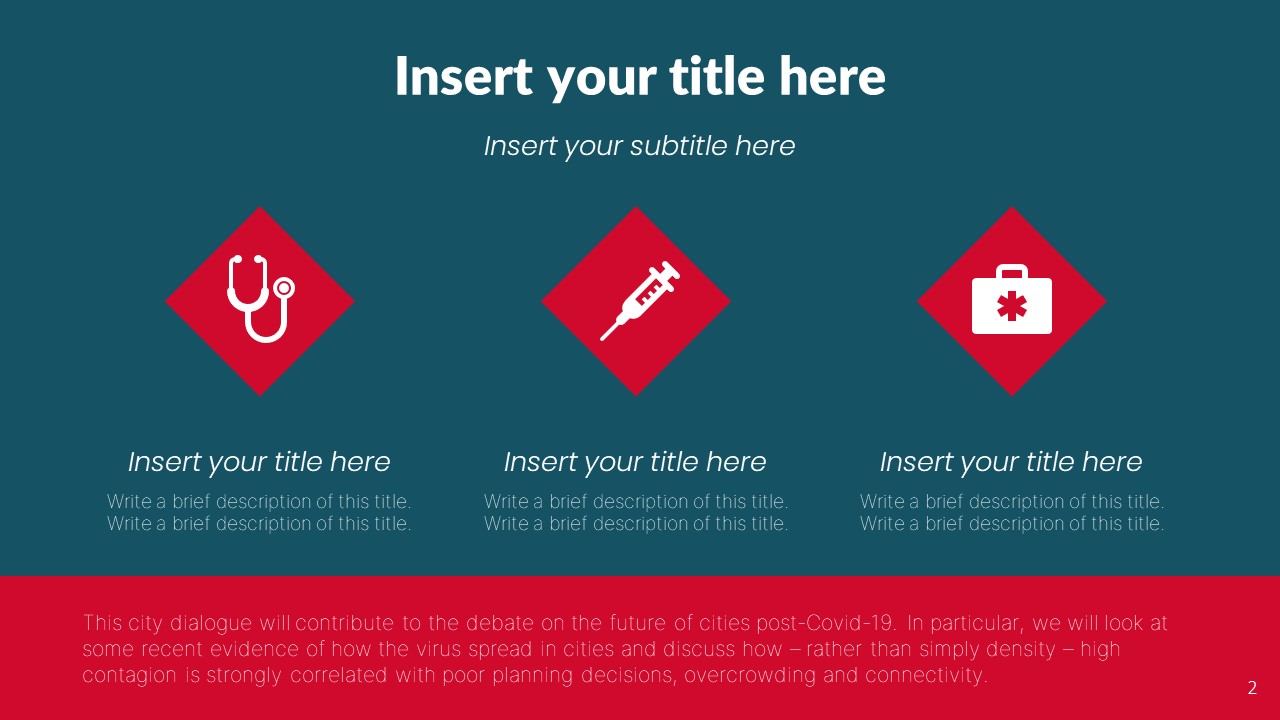 Insert your title here
Insert your subtitle here
Insert your title here
Write a brief description of this title.
Write a brief description of this title.
Insert your title here
Write a brief description of this title.
Write a brief description of this title.
Insert your title here
Write a brief description of this title.
Write a brief description of this title.
This city dialogue will contribute to the debate on the future of cities post-Covid-19. In particular, we will look at
some recent evidence of how the virus spread in cities and discuss how – rather than simply density – high
contagion is strongly correlated with poor planning decisions, overcrowding and connectivity.
2